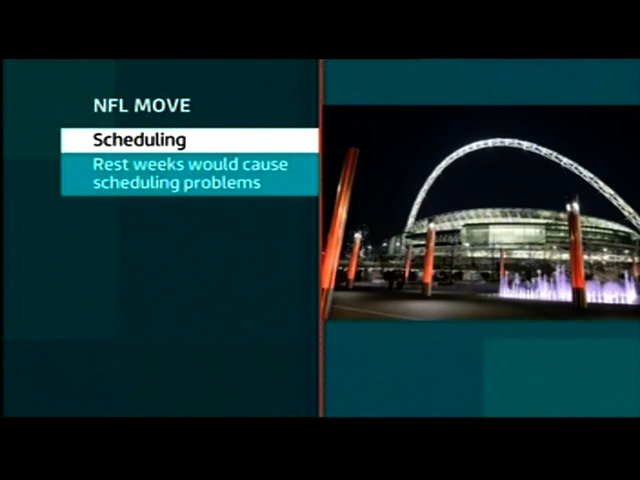 NFL MOVE
Scheduling
Rest weeks would cause
scheduling problems